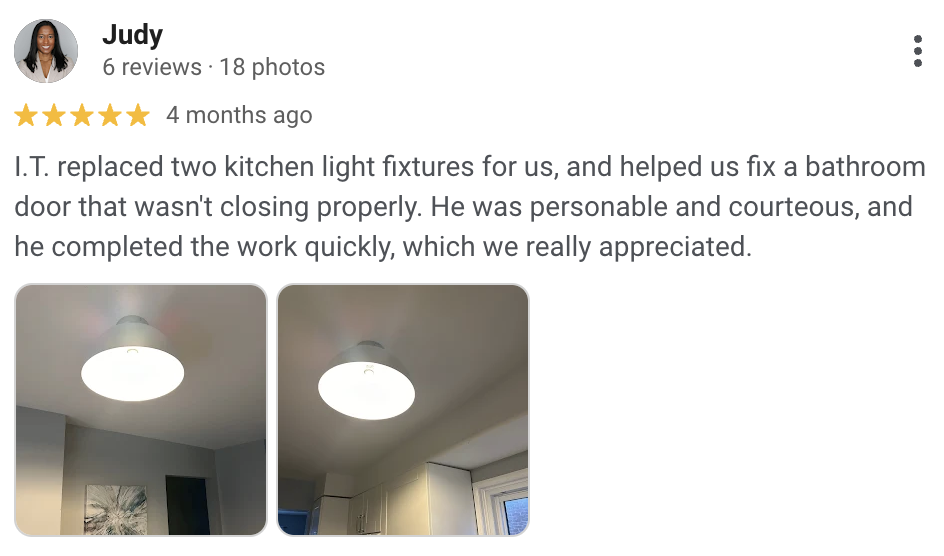 Judy
6 reviews · 18 photos
4 months ago
I.T. replaced two kitchen light fixtures for us, and helped us fix a bathroom
door that wasn't closing properly. He was personable and courteous, and
he completed the work quickly, which we really appreciated.